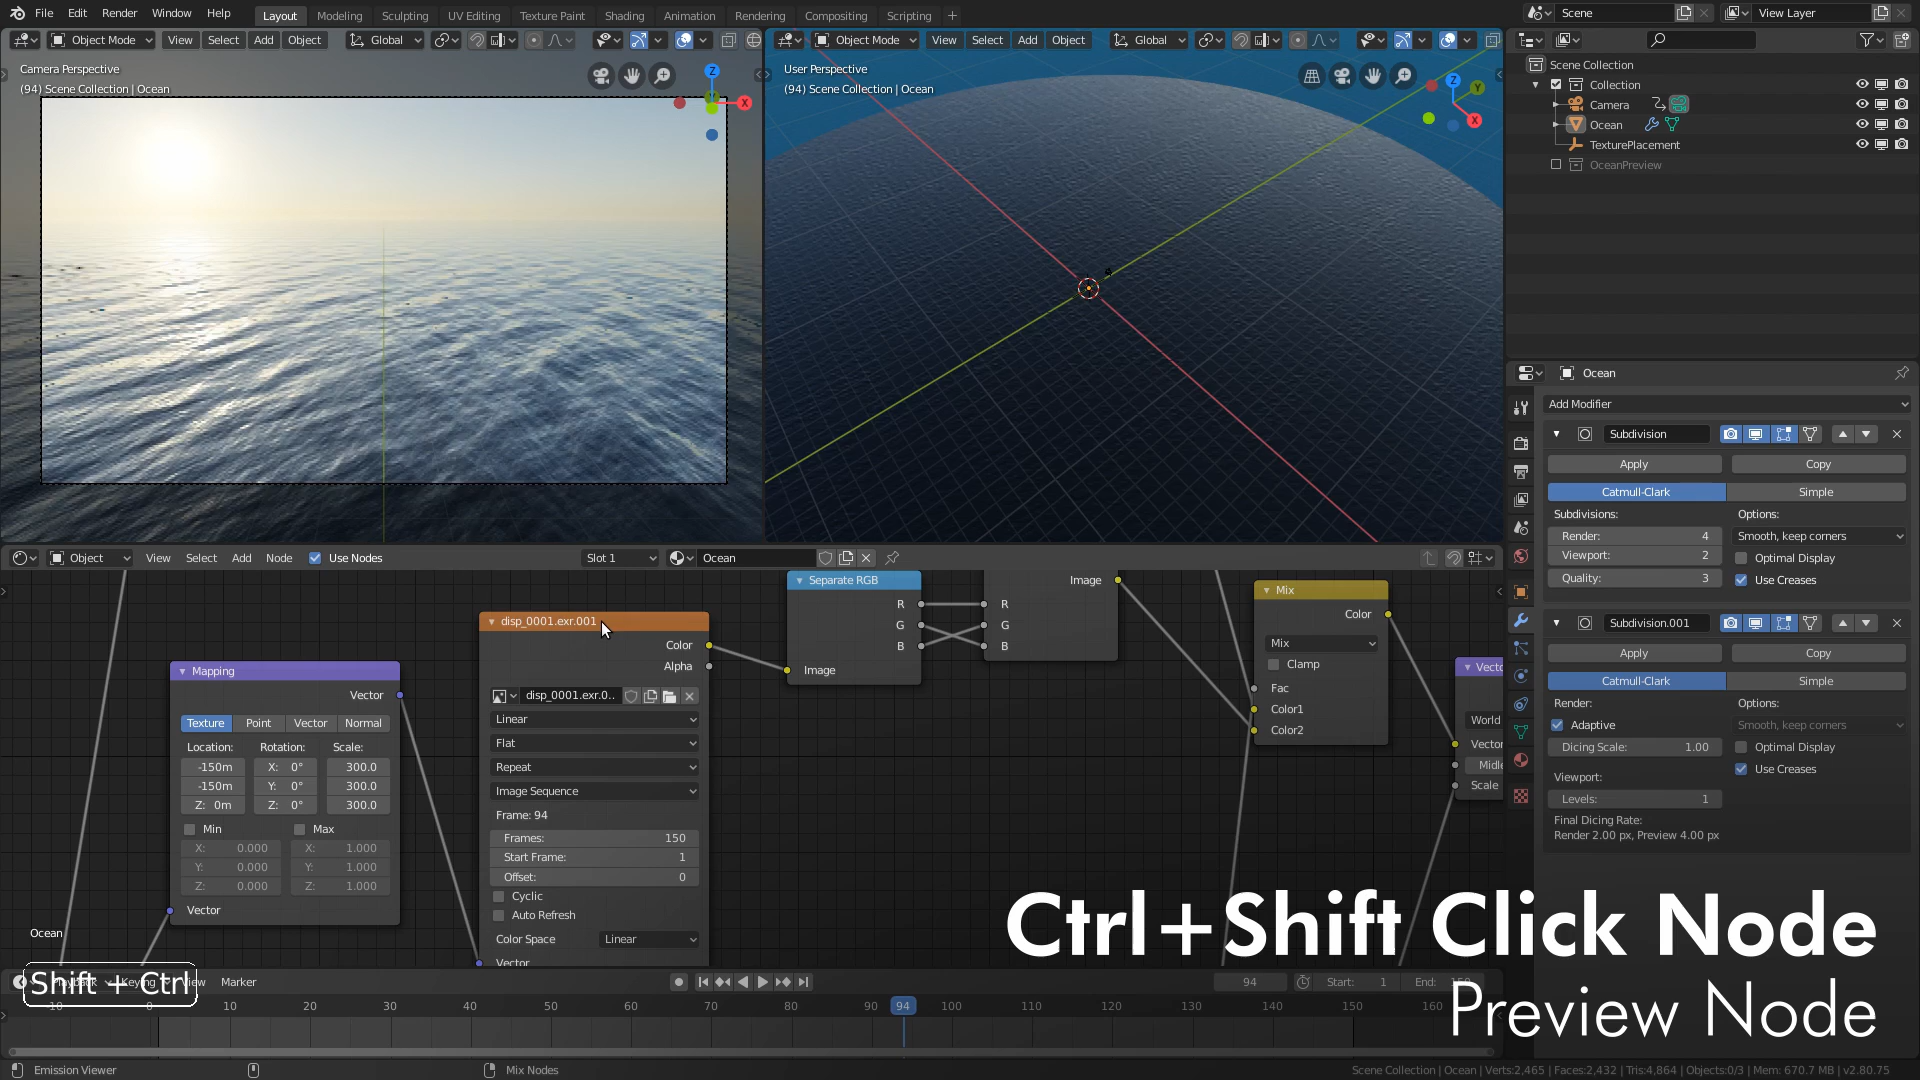 File Edit Render Window Help Layout Modeling Sculpting UV Editing Texture Paint Shading Animation Rendering Compositing Scripting + Scene View Layer
Object Mode View Select Add Object Global
Object Mode View Select Add Object Global
Camera Perspective
(94) Scene Collection | Ocean
Z
X
User Perspective
(94) Scene Collection | Ocean
Z
Y
X
Scene Collection
Collection
Camera
Ocean
TexturePlacement
OceanPreview
Ocean
Add Modifier
Subdivision
Apply Copy
Catmull-Clark Simple
Subdivisions: Options:
Render: 4 Smooth, keep corners
Viewport: 2 Optimal Display
Quality: 3 Use Creases
Subdivision.001
Apply Copy
Catmull-Clark Simple
Render: Options:
Adaptive Smooth, keep corners
Dicing Scale: 1.00 Optimal Display
Use Creases
Viewport:
Levels: 1
Final Dicing Rate:
Render 2.00 px, Preview 4.00 px
Object View Select Add Node Use Nodes Slot 1 Ocean
Mapping
Vector
Texture Point Vector Normal
Location: Rotation: Scale:
-150m X: 0° 300.0
-150m Y: 0° 300.0
Z: 0m Z: 0° 300.0
Min Max
X: 0.000 X: 1.000
Y: 0.000 Y: 1.000
Z: 0.000 Z: 1.000
Vector
disp_0001.exr.001
Color
Alpha
disp_0001.exr.0..
Linear
Flat
Repeat
Image Sequence
Frame: 94
Frames: 150
Start Frame: 1
Offset: 0
Cyclic
Auto Refresh
Color Space Linear
Vector
Separate RGB
R
G
B
Image
Image
R
G
B
Mix
Color
Mix
Clamp
Fac
Color1
Color2
World
Scale
Ocean
Ctrl+Shift Click Node
Preview Node
Shift + Ctrl
Marker
94 Start: 1 End:
0 10 20 30 40 50 60 70 80 90 94 100 110 120 130 140 150 160
Emission Viewer Mix Nodes Scene Collection | Ocean | Verts:2,465 | Faces:2,432 | Tris:4,864 | Objects:0/3 | Mem: 670.7 MB | v2.80.75